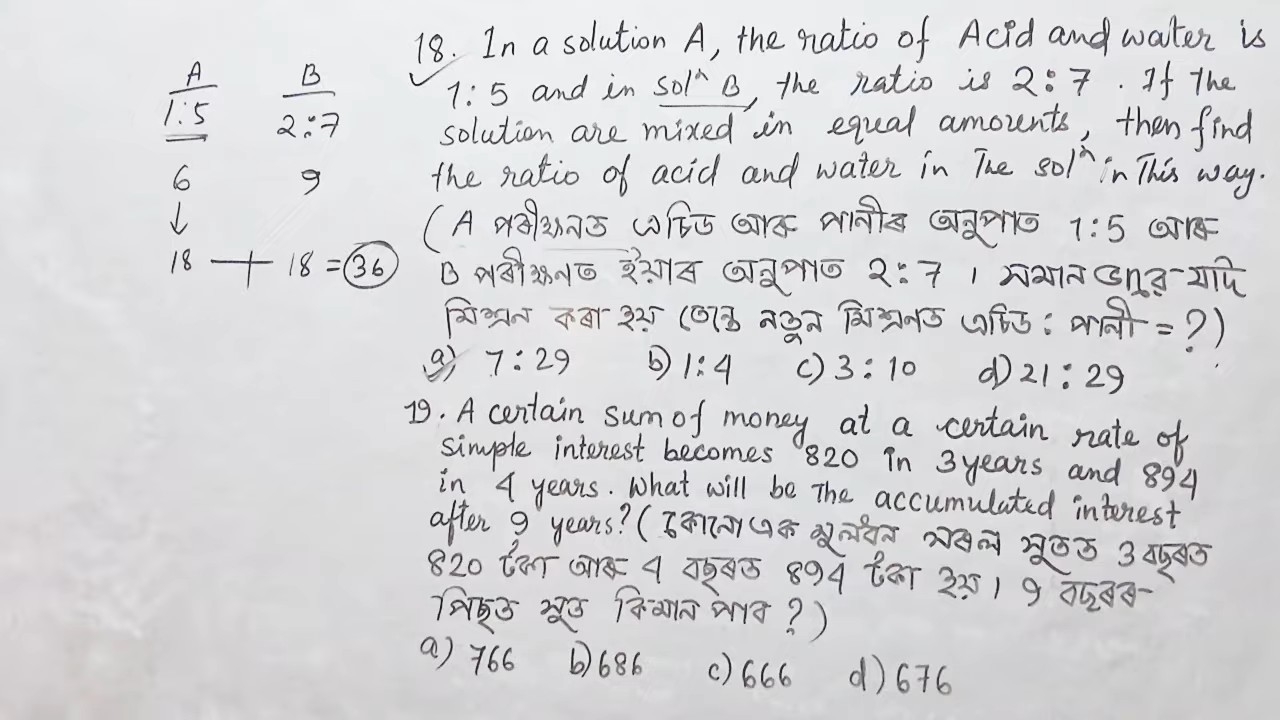 A B
1:5 2:7
6 9
↓
18 + 18 = 36
18. In a solution A, the ratio of Acid and water is
1:5 and in solⁿ B, the ratio is 2:7. If the
solution are mixed in equal amounts, then find
the ratio of acid and water in The solⁿ in This way.
(A পৰীক্ষনত এচিড আৰু পানীৰ অনুপাত 1:5 আৰু
B পৰীক্ষনত ইয়াৰ অনুপাত 2:7। সমান যদি
মিশ্ৰন কৰা হয় তেন্তে নতুন মিশ্ৰনত এচিড : পানী = ?)
a) 7:29 b) 1:4 c) 3:10 d) 21:29
19. A certain sum of money at a certain rate of
simple interest becomes 820 in 3 years and 894
in 4 years. What will be The accumulated interest
after 9 years? (কোনো এক মূলধন সৰল সুতত 3 বছৰত
820 টকা আৰু 4 বছৰত 894 টকা হয়। 9 বছৰৰ
পিছত সুত কিমান পাব ?)
a) 766 b) 686 c) 666 d) 676